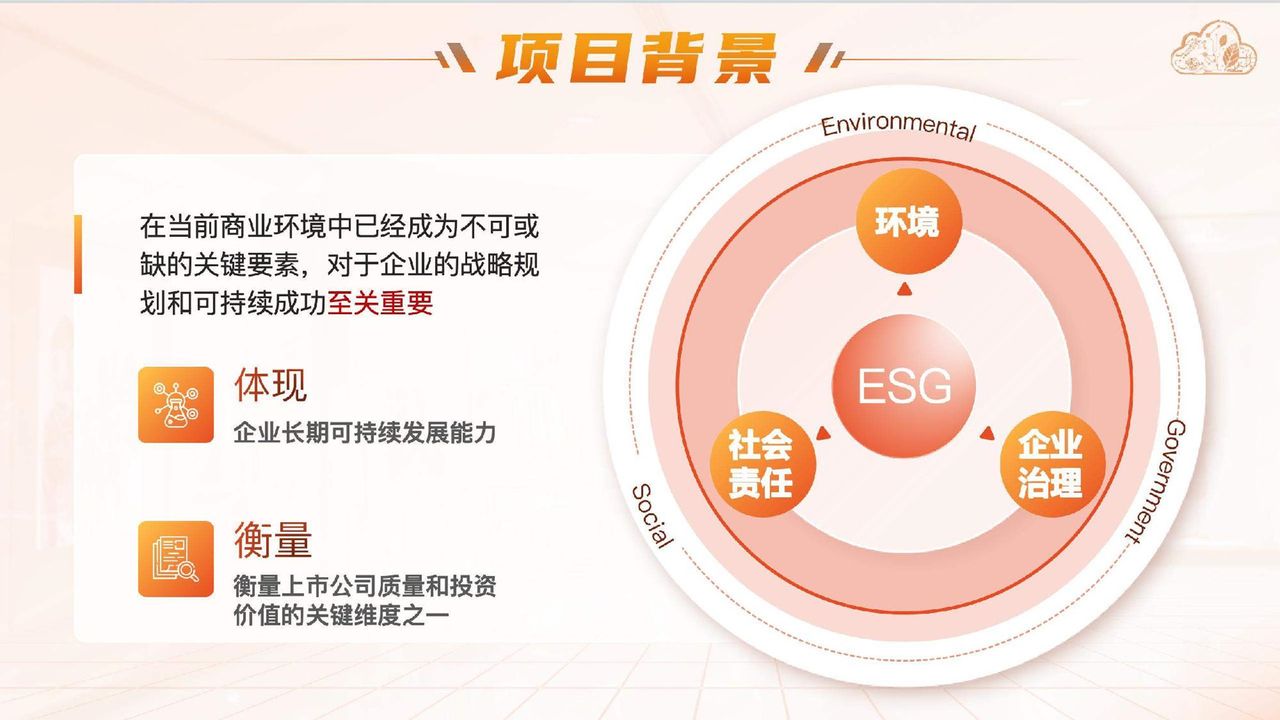 项目背景
在当前商业环境中已经成为不可或
缺的关键要素，对于企业的战略规
划和可持续成功至关重要
体现
企业长期可持续发展能力
衡量
衡量上市公司质量和投资
价值的关键维度之一
Environmental
环境
ESG
社会
责任
企业
治理
Social
Government